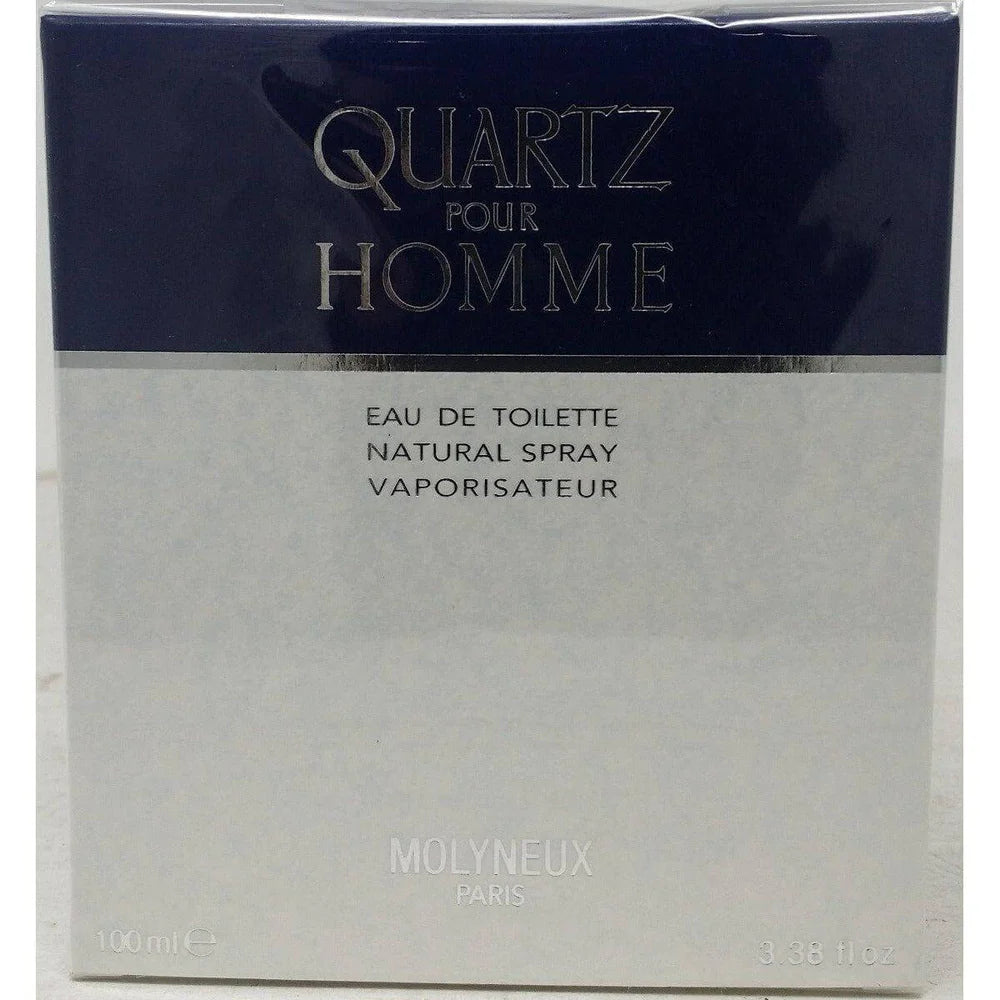 QUARTZ
POUR
HOMME
EAU DE TOILETTE
NATURAL SPRAY
VAPORISATEUR
MOLYNEUX
PARIS
100 ml ℮
3.38 fl oz